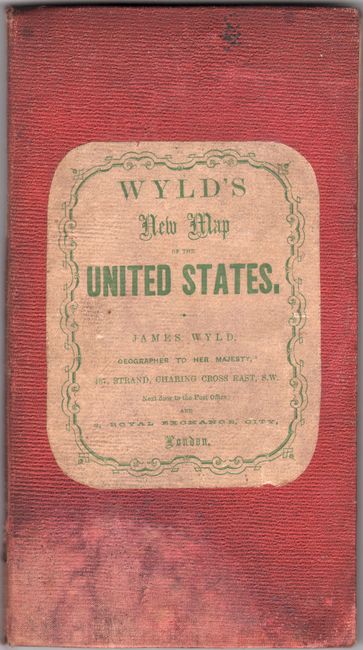 WYLD'S
New Map
OF THE
UNITED STATES.
JAMES WYLD,
GEOGRAPHER TO HER MAJESTY,
457, STRAND, CHARING CROSS EAST, S.W.
Next door to the Post Office;
AND
2, ROYAL EXCHANGE, CITY,
London.